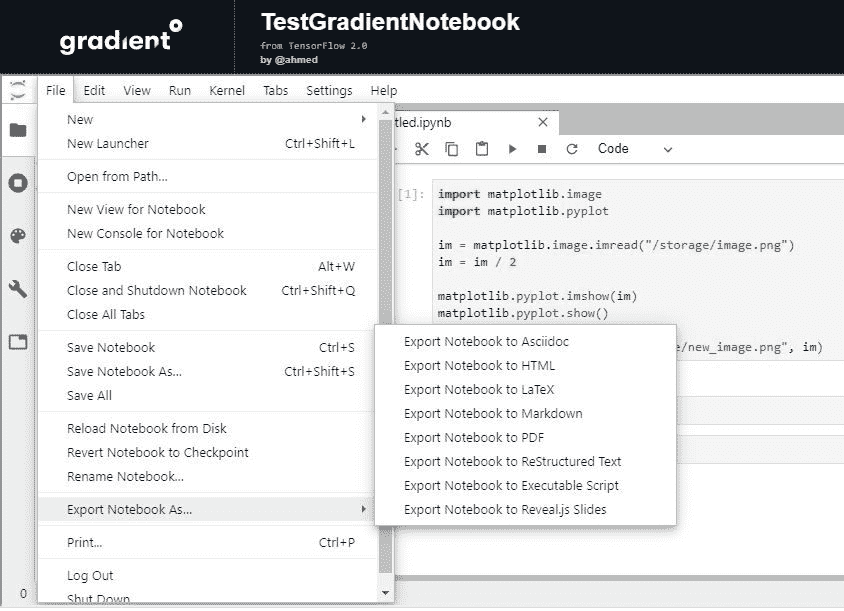 gradient
TestGradientNotebook
from TensorFlow 2.0
by @ahmed
File Edit View Run Kernel Tabs Settings Help
New
New Launcher Ctrl+Shift+L
Open from Path...
New View for Notebook
New Console for Notebook
Close Tab Alt+W
Close and Shutdown Notebook Ctrl+Shift+Q
Close All Tabs
Save Notebook Ctrl+S
Save Notebook As... Ctrl+Shift+S
Save All
Reload Notebook from Disk
Revert Notebook to Checkpoint
Rename Notebook...
Export Notebook As...
Print... Ctrl+P
Log Out
Shut Down
0
tled.ipynb
Code
[1]:
import matplotlib.image
import matplotlib.pyplot
im = matplotlib.image.imread("/storage/image.png")
im = im / 2
matplotlib.pyplot.imshow(im)
matplotlib.pyplot.show()
e/new_image.png", im)
Export Notebook to Asciidoc
Export Notebook to HTML
Export Notebook to LaTeX
Export Notebook to Markdown
Export Notebook to PDF
Export Notebook to ReStructured Text
Export Notebook to Executable Script
Export Notebook to Reveal.js Slides